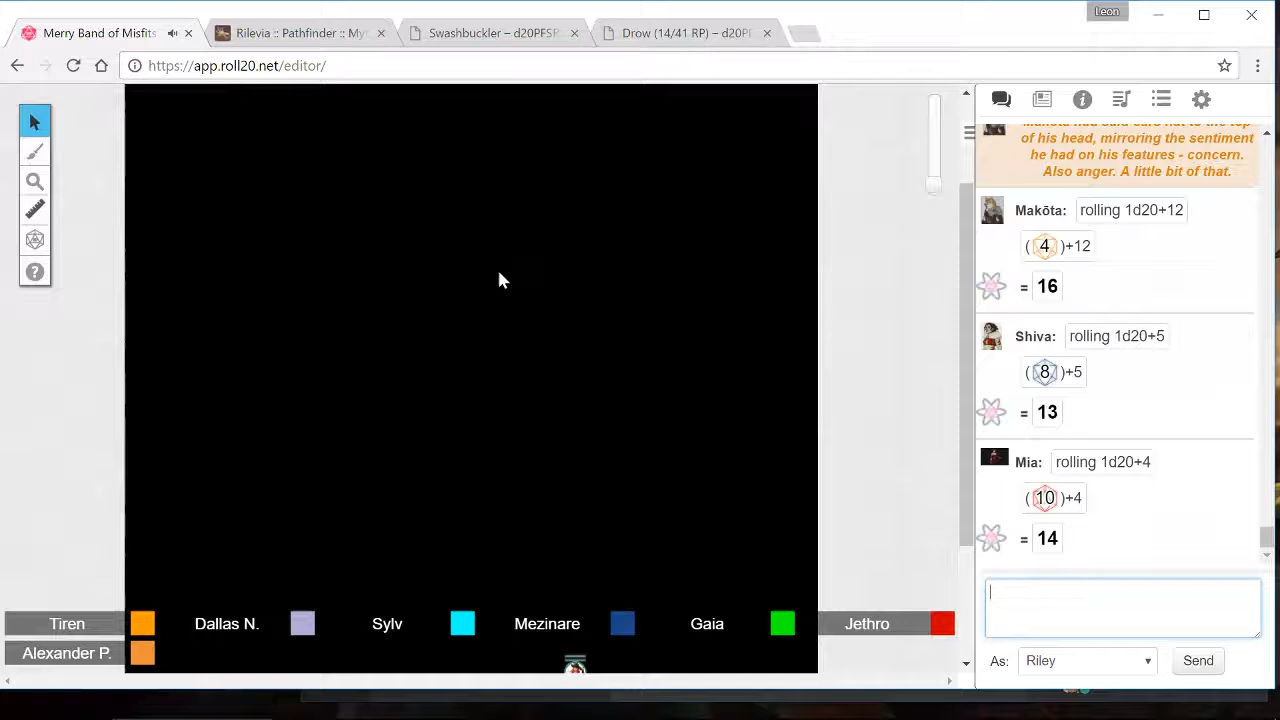 Leon
Merry Band of Misfits
Rilevia :: Pathfinder :: My
Swashbuckler – d20PFSR
Drow (14/41 RP) – d20PF
https://app.roll20.net/editor/
of his head, mirroring the sentiment
he had on his features - concern.
Also anger. A little bit of that.
Makōta: rolling 1d20+12
(4)+12
= 16
Shiva: rolling 1d20+5
(8)+5
= 13
Mia: rolling 1d20+4
(10)+4
= 14
Tiren
Dallas N.
Sylv
Mezinare
Gaia
Jethro
Alexander P.
As: Riley
Send